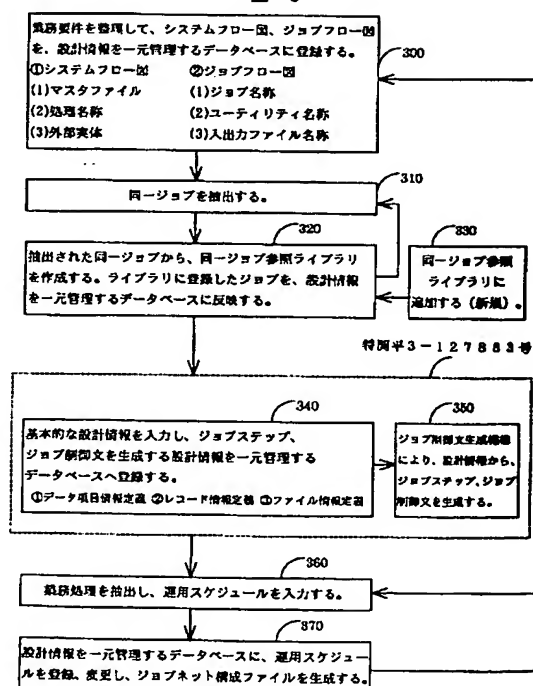 業務要件を整理して、システムフロー図、ジョブフロー図
を、設計情報を一元管理するデータベースに登録する。
①システムフロー図 ②ジョブフロー図
(1)マスタファイル (1)ジョブ名称
(2)処理名称 (2)ユーティリティ名称
(3)外部実体 (3)入出力ファイル名称
300
同一ジョブを抽出する。
310
抽出された同一ジョブから、同一ジョブ参照ライブラリ
を作成する。ライブラリに登録したジョブを、設計情報
を一元管理するデータベースに反映する。
320
同一ジョブ参照
ライブラリに
追加する(新規)。
330
特開平3-127883号
基本的な設計情報を入力し、ジョブステップ、
ジョブ制御文を生成する設計情報を一元管理する
データベースへ登録する。
①データ項目情報定義 ②レコード情報定義 ③ファイル情報定義
340
ジョブ制御文生成機構
により、設計情報から、
ジョブステップ、ジョブ
制御文を生成する。
350
業務処理を抽出し、運用スケジュールを入力する。
360
設計情報を一元管理するデータベースに、運用スケジュー
ルを登録、変更し、ジョブネット構成ファイルを生成する。
370